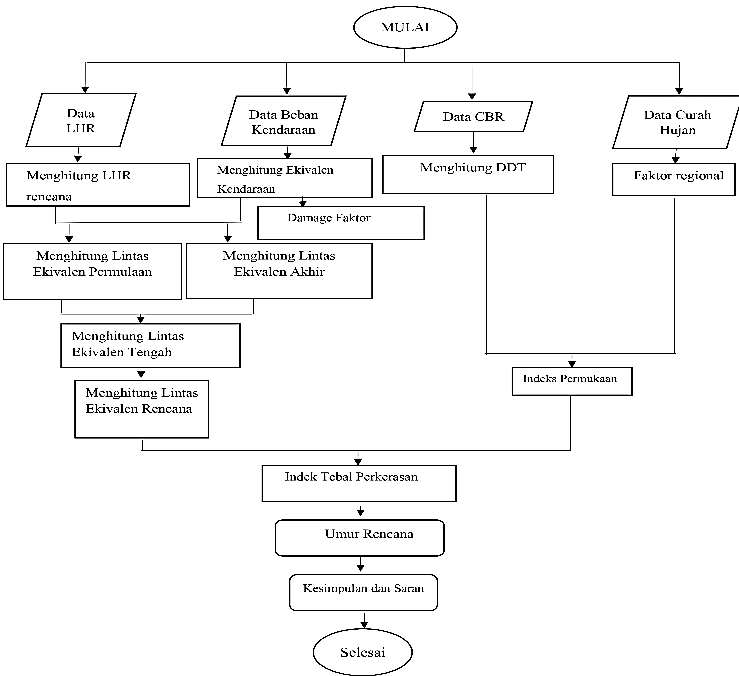 MULAI
Data
LHR
Data Beban
Kendaraan
Data CBR
Data Curah
Hujan
Menghitung LHR
rencana
Menghitung Ekivalen
Kendaraan
Menghitung DDT
Faktor regional
Damage Faktor
Menghitung Lintas
Ekivalen Permulaan
Menghitung Lintas
Ekivalen Akhir
Menghitung Lintas
Ekivalen Tengah
Indeks Permukaan
Menghitung Lintas
Ekivalen Rencana
Indek Tebal Perkerasan
Umur Rencana
Kesimpulan dan Saran
Selesai